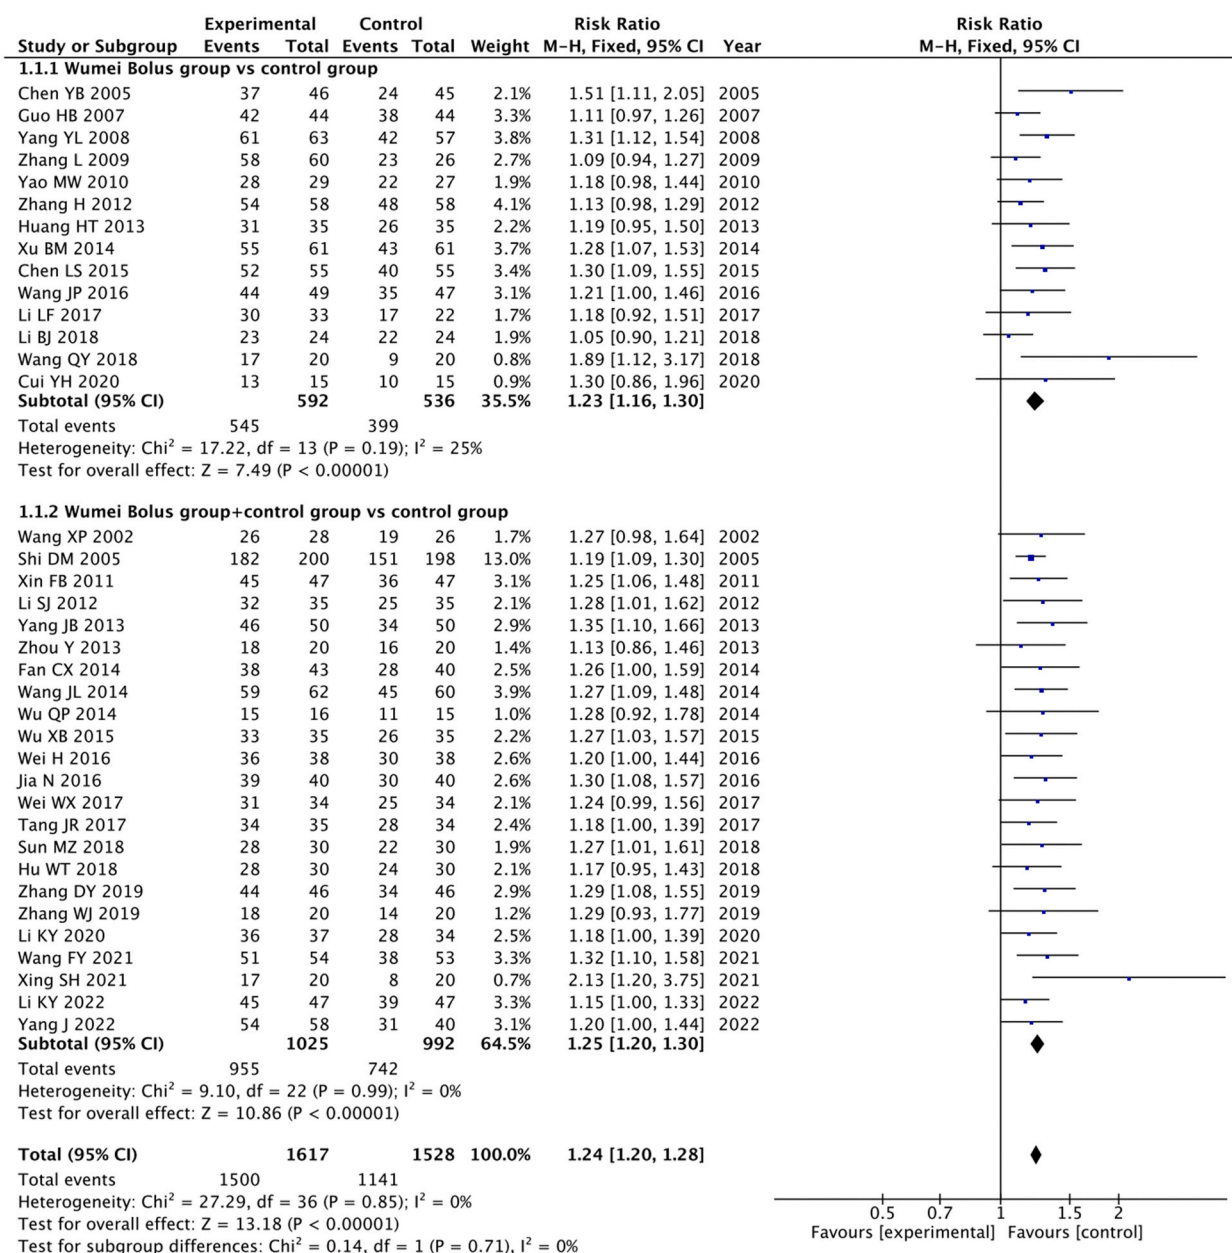 Experimental Control Risk Ratio Risk Ratio
Study or Subgroup Events Total Events Total Weight M-H, Fixed, 95% CI Year M-H, Fixed, 95% CI
1.1.1 Wumei Bolus group vs control group
Chen YB 2005 37 46 24 45 2.1% 1.51 [1.11, 2.05] 2005
Guo HB 2007 42 44 38 44 3.3% 1.11 [0.97, 1.26] 2007
Yang YL 2008 61 63 42 57 3.8% 1.31 [1.12, 1.54] 2008
Zhang L 2009 58 60 23 26 2.7% 1.09 [0.94, 1.27] 2009
Yao MW 2010 28 29 22 27 1.9% 1.18 [0.98, 1.44] 2010
Zhang H 2012 54 58 48 58 4.1% 1.13 [0.98, 1.29] 2012
Huang HT 2013 31 35 26 35 2.2% 1.19 [0.95, 1.50] 2013
Xu BM 2014 55 61 43 61 3.7% 1.28 [1.07, 1.53] 2014
Chen LS 2015 52 55 40 55 3.4% 1.30 [1.09, 1.55] 2015
Wang JP 2016 44 49 35 47 3.1% 1.21 [1.00, 1.46] 2016
Li LF 2017 30 33 17 22 1.7% 1.18 [0.92, 1.51] 2017
Li BJ 2018 23 24 22 24 1.9% 1.05 [0.90, 1.21] 2018
Wang QY 2018 17 20 9 20 0.8% 1.89 [1.12, 3.17] 2018
Cui YH 2020 13 15 10 15 0.9% 1.30 [0.86, 1.96] 2020
Subtotal (95% CI) 592 536 35.5% 1.23 [1.16, 1.30]
Total events 545 399
Heterogeneity: Chi² = 17.22, df = 13 (P = 0.19); I² = 25%
Test for overall effect: Z = 7.49 (P < 0.00001)
1.1.2 Wumei Bolus group+control group vs control group
Wang XP 2002 26 28 19 26 1.7% 1.27 [0.98, 1.64] 2002
Shi DM 2005 182 200 151 198 13.0% 1.19 [1.09, 1.30] 2005
Xin FB 2011 45 47 36 47 3.1% 1.25 [1.06, 1.48] 2011
Li SJ 2012 32 35 25 35 2.1% 1.28 [1.01, 1.62] 2012
Yang JB 2013 46 50 34 50 2.9% 1.35 [1.10, 1.66] 2013
Zhou Y 2013 18 20 16 20 1.4% 1.13 [0.86, 1.46] 2013
Fan CX 2014 38 43 28 40 2.5% 1.26 [1.00, 1.59] 2014
Wang JL 2014 59 62 45 60 3.9% 1.27 [1.09, 1.48] 2014
Wu QP 2014 15 16 11 15 1.0% 1.28 [0.92, 1.78] 2014
Wu XB 2015 33 35 26 35 2.2% 1.27 [1.03, 1.57] 2015
Wei H 2016 36 38 30 38 2.6% 1.20 [1.00, 1.44] 2016
Jia N 2016 39 40 30 40 2.6% 1.30 [1.08, 1.57] 2016
Wei WX 2017 31 34 25 34 2.1% 1.24 [0.99, 1.56] 2017
Tang JR 2017 34 35 28 34 2.4% 1.18 [1.00, 1.39] 2017
Sun MZ 2018 28 30 22 30 1.9% 1.27 [1.01, 1.61] 2018
Hu WT 2018 28 30 24 30 2.1% 1.17 [0.95, 1.43] 2018
Zhang DY 2019 44 46 34 46 2.9% 1.29 [1.08, 1.55] 2019
Zhang WJ 2019 18 20 14 20 1.2% 1.29 [0.93, 1.77] 2019
Li KY 2020 36 37 28 34 2.5% 1.18 [1.00, 1.39] 2020
Wang FY 2021 51 54 38 53 3.3% 1.32 [1.10, 1.58] 2021
Xing SH 2021 17 20 8 20 0.7% 2.13 [1.20, 3.75] 2021
Li KY 2022 45 47 39 47 3.3% 1.15 [1.00, 1.33] 2022
Yang J 2022 54 58 31 40 3.1% 1.20 [1.00, 1.44] 2022
Subtotal (95% CI) 1025 992 64.5% 1.25 [1.20, 1.30]
Total events 955 742
Heterogeneity: Chi² = 9.10, df = 22 (P = 0.99); I² = 0%
Test for overall effect: Z = 10.86 (P < 0.00001)
Total (95% CI) 1617 1528 100.0% 1.24 [1.20, 1.28]
Total events 1500 1141
Heterogeneity: Chi² = 27.29, df = 36 (P = 0.85); I² = 0%
Test for overall effect: Z = 13.18 (P < 0.00001)
Test for subgroup differences: Chi² = 0.14, df = 1 (P = 0.71), I² = 0%
0.5 0.7 1 1.5 2
Favours [experimental] Favours [control]